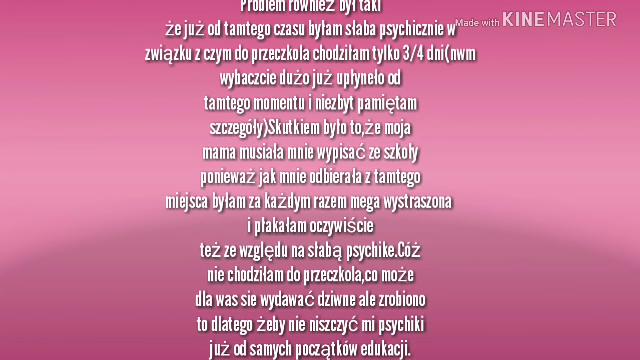 Problem również był taki
że już od tamtego czasu byłam słaba psychicznie w
Made with KINEMASTER
związku z czym do przeczkola chodziłam tylko 3/4 dni(nwm
wybaczcie dużo już upłyneło od
tamtego momentu i niezbyt pamiętam
szczegóły)Skutkiem było to,że moja
mama musiała mnie wypisać ze szkoły
ponieważ jak mnie odbierała z tamtego
miejsca byłam za każdym razem mega wystraszona
i płakałam oczywiście
też ze względu na słabą psychike.Cóż
nie chodziłam do przeczkola,co może
dla was sie wydawać dziwne ale zrobiono
to dlatego żeby nie niszczyć mi psychiki
już od samych początków edukacji.